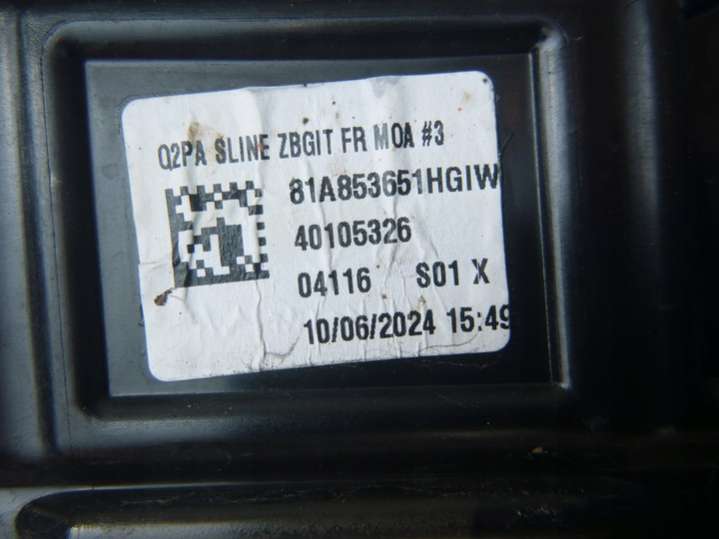 Q2PA SLINE ZBGIT FR MOA #3
81A853651HGIW
40105326
04116 S01 X
10/06/2024 15:49